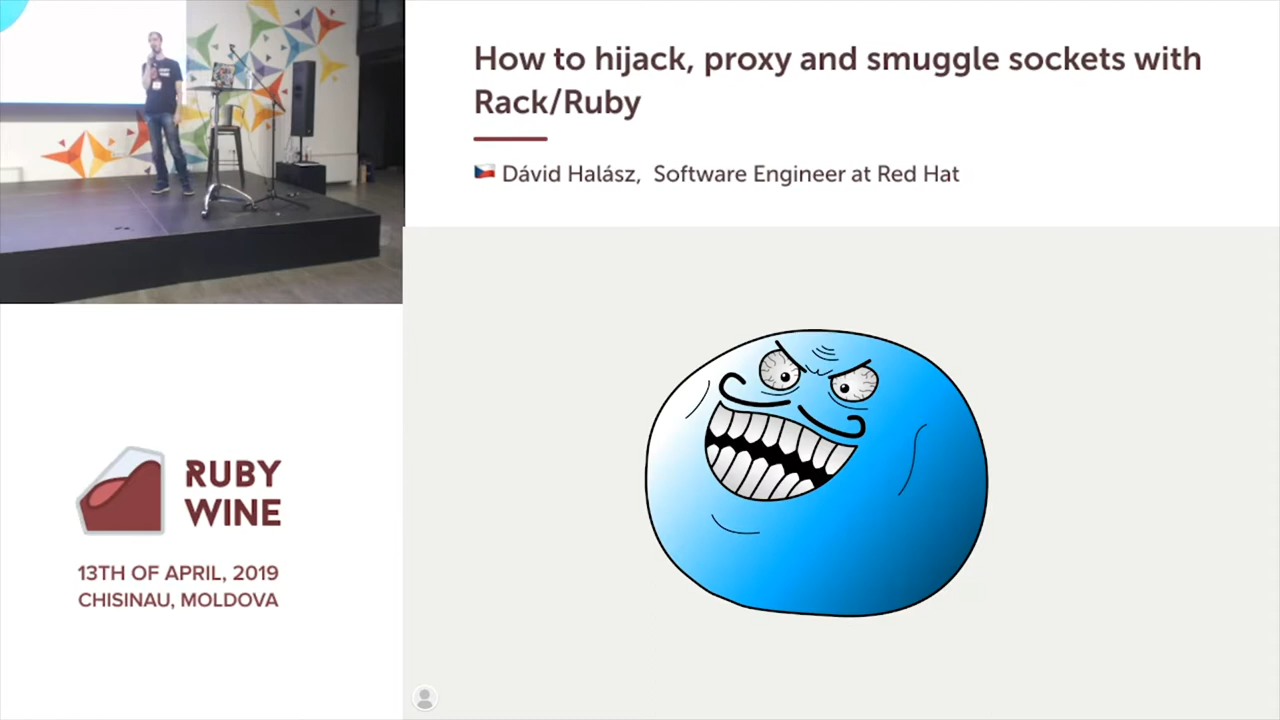 How to hijack, proxy and smuggle sockets with
Rack/Ruby
Dávid Halász, Software Engineer at Red Hat
RUBY
WINE
13TH OF APRIL, 2019
CHISINAU, MOLDOVA